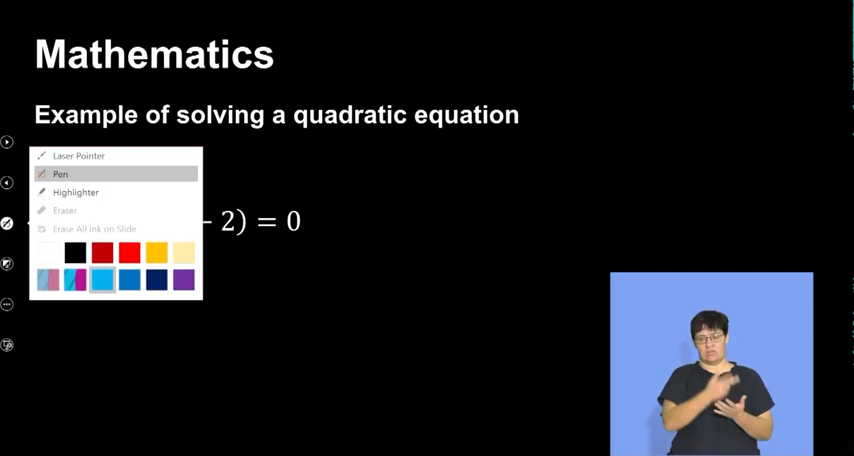 Mathematics
Example of solving a quadratic equation
Laser Pointer
Pen
Highlighter
Eraser
Erase All Ink on Slide
− 2) = 0